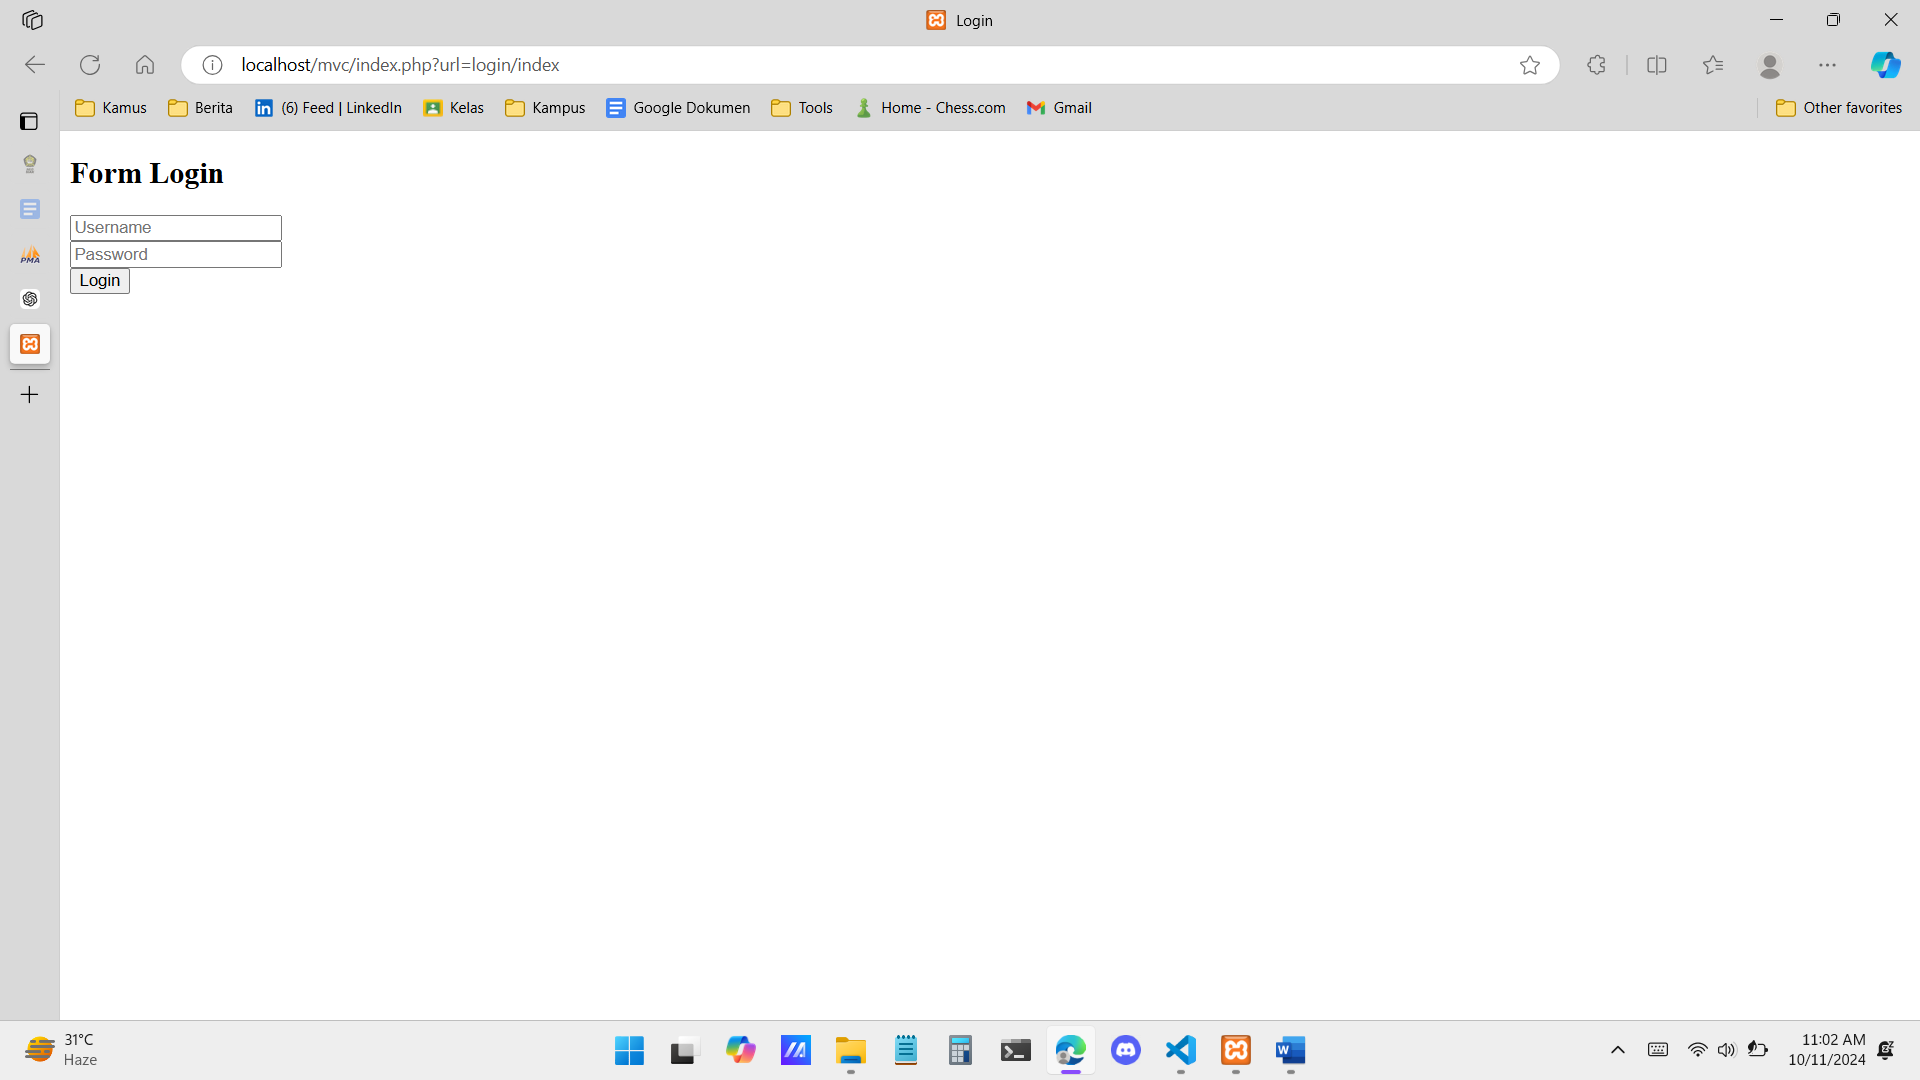 Login
localhost/mvc/index.php?url=login/index
Kamus
Berita
(6) Feed | LinkedIn
Kelas
Kampus
Google Dokumen
Tools
Home - Chess.com
Gmail
Other favorites
PMA
Form Login
Username
Password
Login
31°C
Haze
11:02 AM
10/11/2024